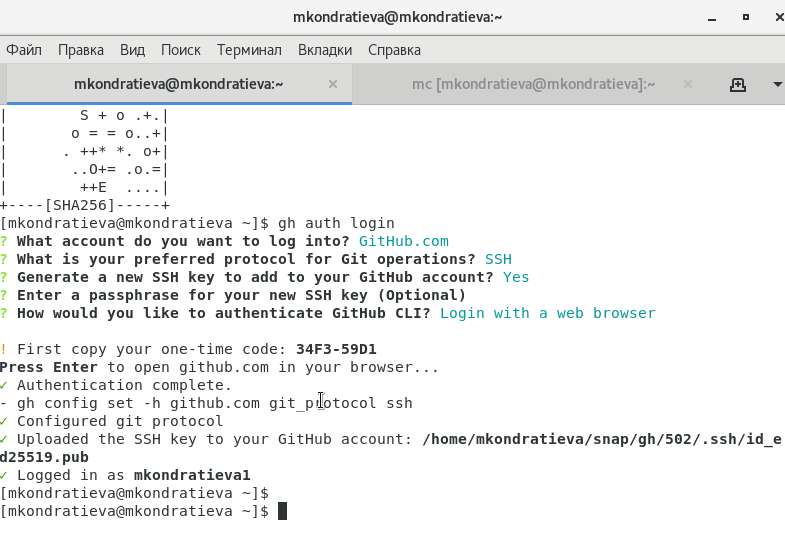 mkondratieva@mkondratieva:~
Файл Правка Вид Поиск Терминал Вкладки Справка
mkondratieva@mkondratieva:~ × mc [mkondratieva@mkondratieva]:~ ×
|         S + o .+.|
|        o = = o..+|
|       . ++* *. o+|
|        ..O+= .o.=|
|         ++E  ....|
+----[SHA256]-----+
[mkondratieva@mkondratieva ~]$ gh auth login
? What account do you want to log into? GitHub.com
? What is your preferred protocol for Git operations? SSH
? Generate a new SSH key to add to your GitHub account? Yes
? Enter a passphrase for your new SSH key (Optional)
? How would you like to authenticate GitHub CLI? Login with a web browser
! First copy your one-time code: 34F3-59D1
Press Enter to open github.com in your browser...
✓ Authentication complete.
- gh config set -h github.com git_protocol ssh
✓ Configured git protocol
✓ Uploaded the SSH key to your GitHub account: /home/mkondratieva/snap/gh/502/.ssh/id_e
d25519.pub
✓ Logged in as mkondratieva1
[mkondratieva@mkondratieva ~]$
[mkondratieva@mkondratieva ~]$